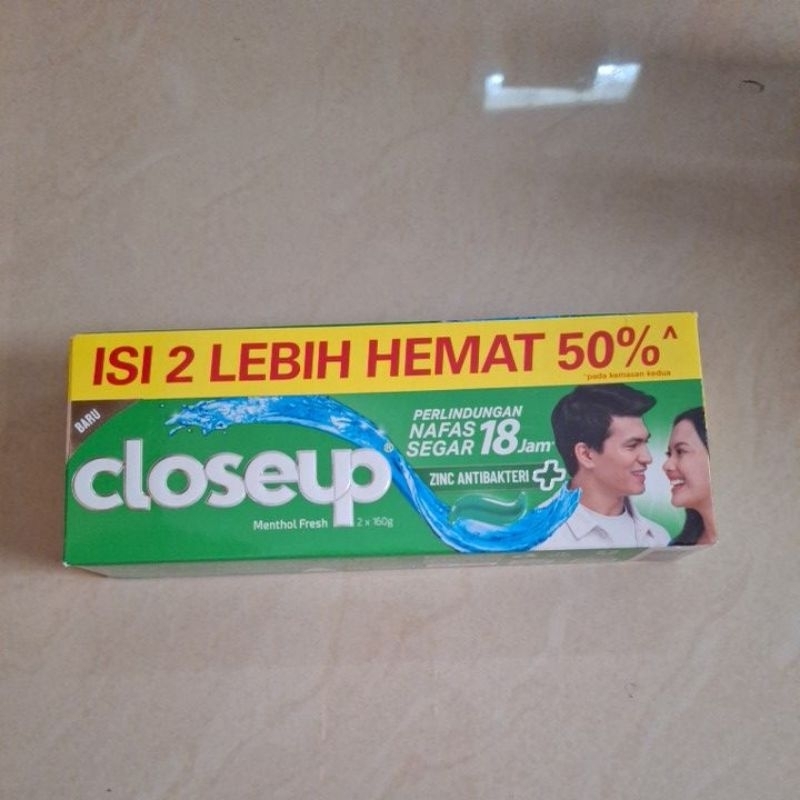 ISI 2 LEBIH HEMAT 50%^
^pada kemasan kedua
BARU
closeup®
Menthol Fresh
2 x 160g
PERLINDUNGAN
NAFAS
SEGAR 18 Jam*
ZINC ANTIBAKTERI +